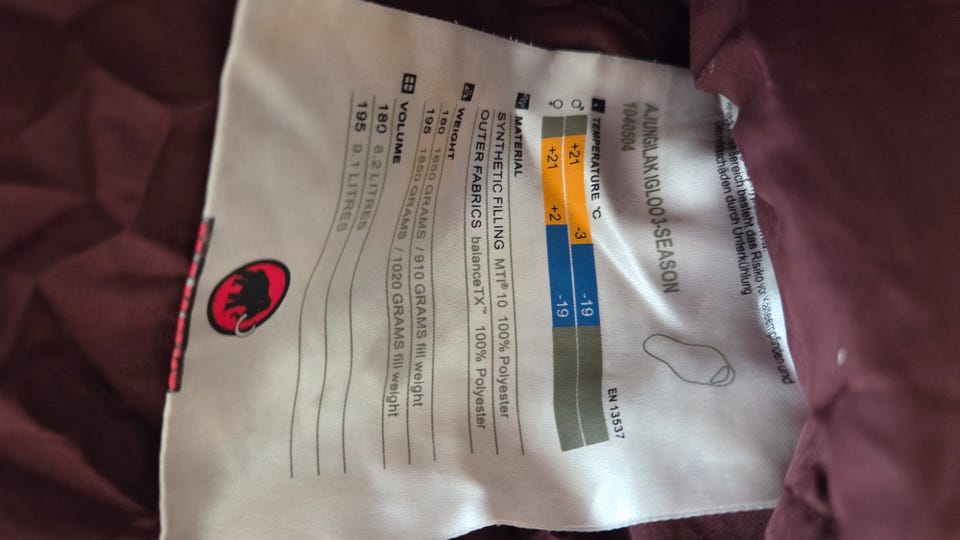 bereich besteht das Risiko von Kälteempfinden und
schäden durch Unterkühlung
AJUNGILAK IGLOO 3-SEASON
1040504
TEMPERATURE °C
EN 13537
♂ +21 -3 -19
♀ +21 +2 -19
MATERIAL
SYNTHETIC FILLING MTI® 10 100% Polyester
OUTER FABRICS balanceTX™ 100% Polyester
WEIGHT
180 1650 GRAMS / 910 GRAMS fill weight
195 1850 GRAMS / 1020 GRAMS fill weight
VOLUME
180 8.2 LITRES
195 9.1 LITRES